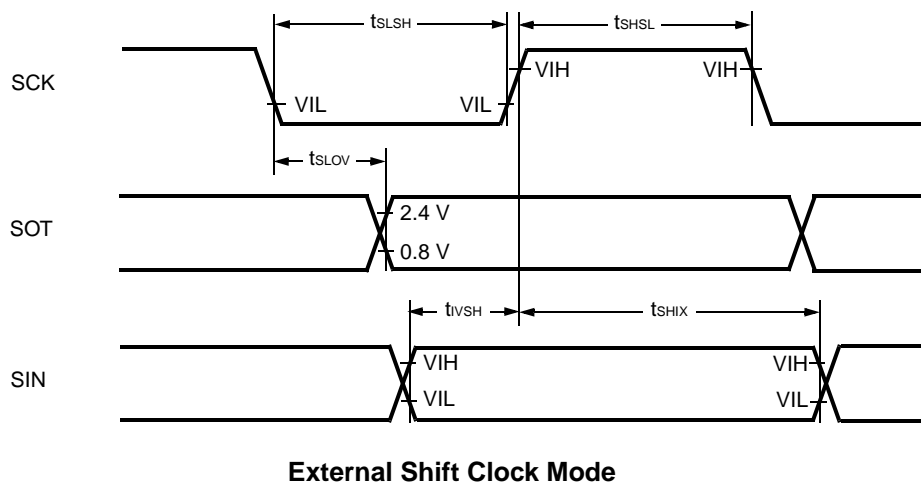 tSLSH
tSHSL
SCK
VIH
VIH
VIL
VIL
tSLOV
SOT
2.4 V
0.8 V
tIVSH
tSHIX
SIN
VIH
VIH
VIL
VIL
External Shift Clock Mode